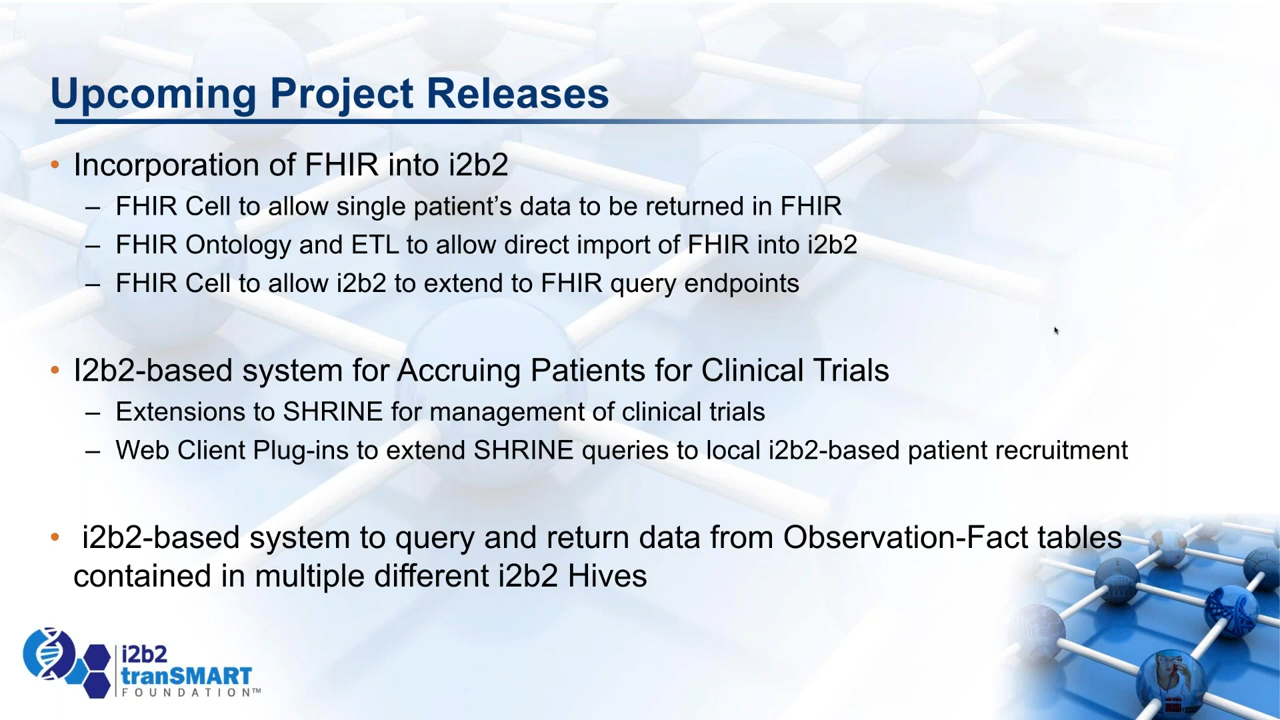 Upcoming Project Releases
• Incorporation of FHIR into i2b2
– FHIR Cell to allow single patient’s data to be returned in FHIR
– FHIR Ontology and ETL to allow direct import of FHIR into i2b2
– FHIR Cell to allow i2b2 to extend to FHIR query endpoints
• I2b2-based system for Accruing Patients for Clinical Trials
– Extensions to SHRINE for management of clinical trials
– Web Client Plug-ins to extend SHRINE queries to local i2b2-based patient recruitment
• i2b2-based system to query and return data from Observation-Fact tables
contained in multiple different i2b2 Hives
i2b2
tranSMART
FOUNDATION™